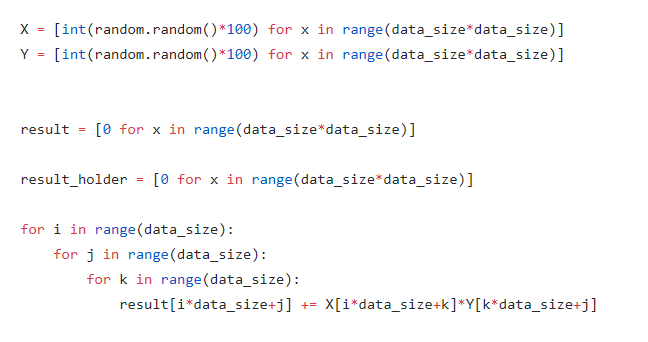 X = [int(random.random()*100) for x in range(data_size*data_size)]
Y = [int(random.random()*100) for x in range(data_size*data_size)]
result = [0 for x in range(data_size*data_size)]
result_holder = [0 for x in range(data_size*data_size)]
for i in range(data_size):
    for j in range(data_size):
        for k in range(data_size):
            result[i*data_size+j] += X[i*data_size+k]*Y[k*data_size+j]